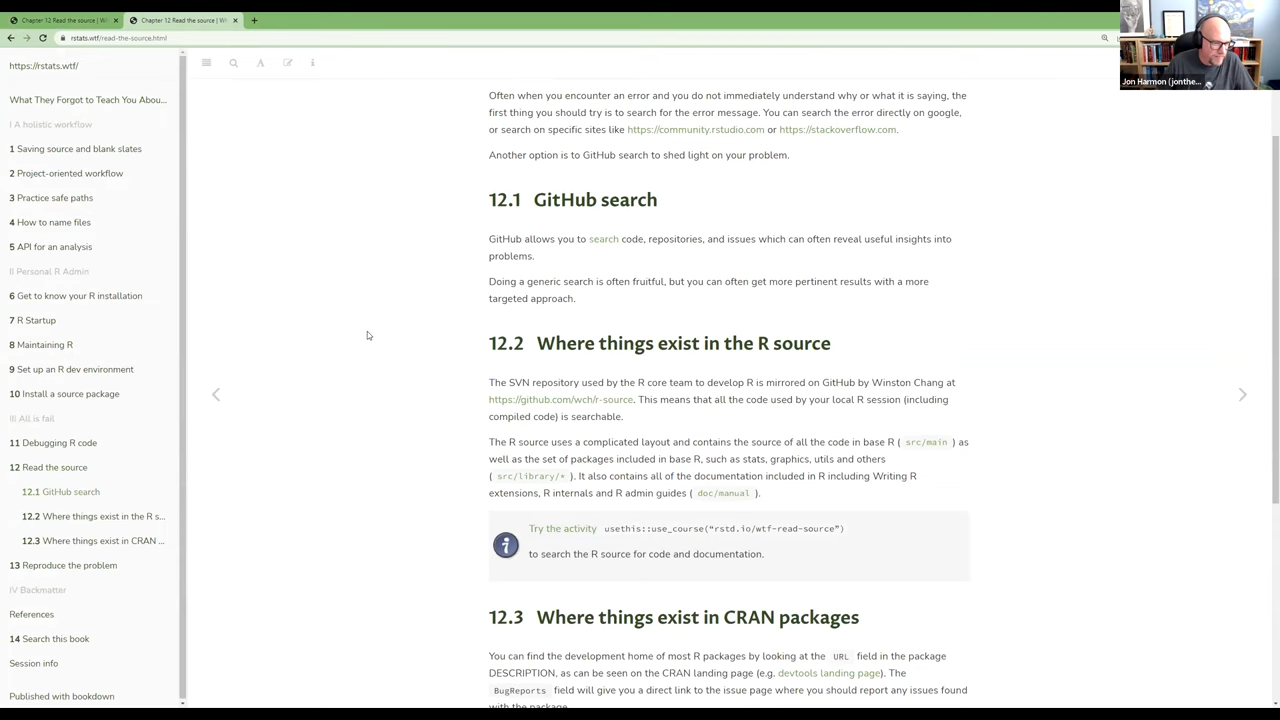 Chapter 12 Read the source | W
Chapter 12 Read the source | W
rstats.wtf/read-the-source.html
Jon Harmon (jonthe...
https://rstats.wtf/
What They Forgot to Teach You Abou...
I A holistic workflow
1 Saving source and blank slates
2 Project-oriented workflow
3 Practice safe paths
4 How to name files
5 API for an analysis
II Personal R Admin
6 Get to know your R installation
7 R Startup
8 Maintaining R
9 Set up an R dev environment
10 Install a source package
III All is fail
11 Debugging R code
12 Read the source
12.1 GitHub search
12.2 Where things exist in the R s...
12.3 Where things exist in CRAN ...
13 Reproduce the problem
IV Backmatter
References
14 Search this book
Session info
Published with bookdown
Often when you encounter an error and you do not immediately understand why or what it is saying, the
first thing you should try is to search for the error message. You can search the error directly on google,
or search on specific sites like https://community.rstudio.com or https://stackoverflow.com.
Another option is to GitHub search to shed light on your problem.
12.1 GitHub search
GitHub allows you to search code, repositories, and issues which can often reveal useful insights into
problems.
Doing a generic search is often fruitful, but you can often get more pertinent results with a more
targeted approach.
12.2 Where things exist in the R source
The SVN repository used by the R core team to develop R is mirrored on GitHub by Winston Chang at
https://github.com/wch/r-source. This means that all the code used by your local R session (including
compiled code) is searchable.
The R source uses a complicated layout and contains the source of all the code in base R ( src/main ) as
well as the set of packages included in base R, such as stats, graphics, utils and others
( src/library/* ). It also contains all of the documentation included in R including Writing R
extensions, R internals and R admin guides ( doc/manual ).
Try the activity usethis::use_course("rstd.io/wtf-read-source")
to search the R source for code and documentation.
12.3 Where things exist in CRAN packages
You can find the development home of most R packages by looking at the URL field in the package
DESCRIPTION, as can be seen on the CRAN landing page (e.g. devtools landing page). The
BugReports field will give you a direct link to the issue page where you should report any issues found
with the package.